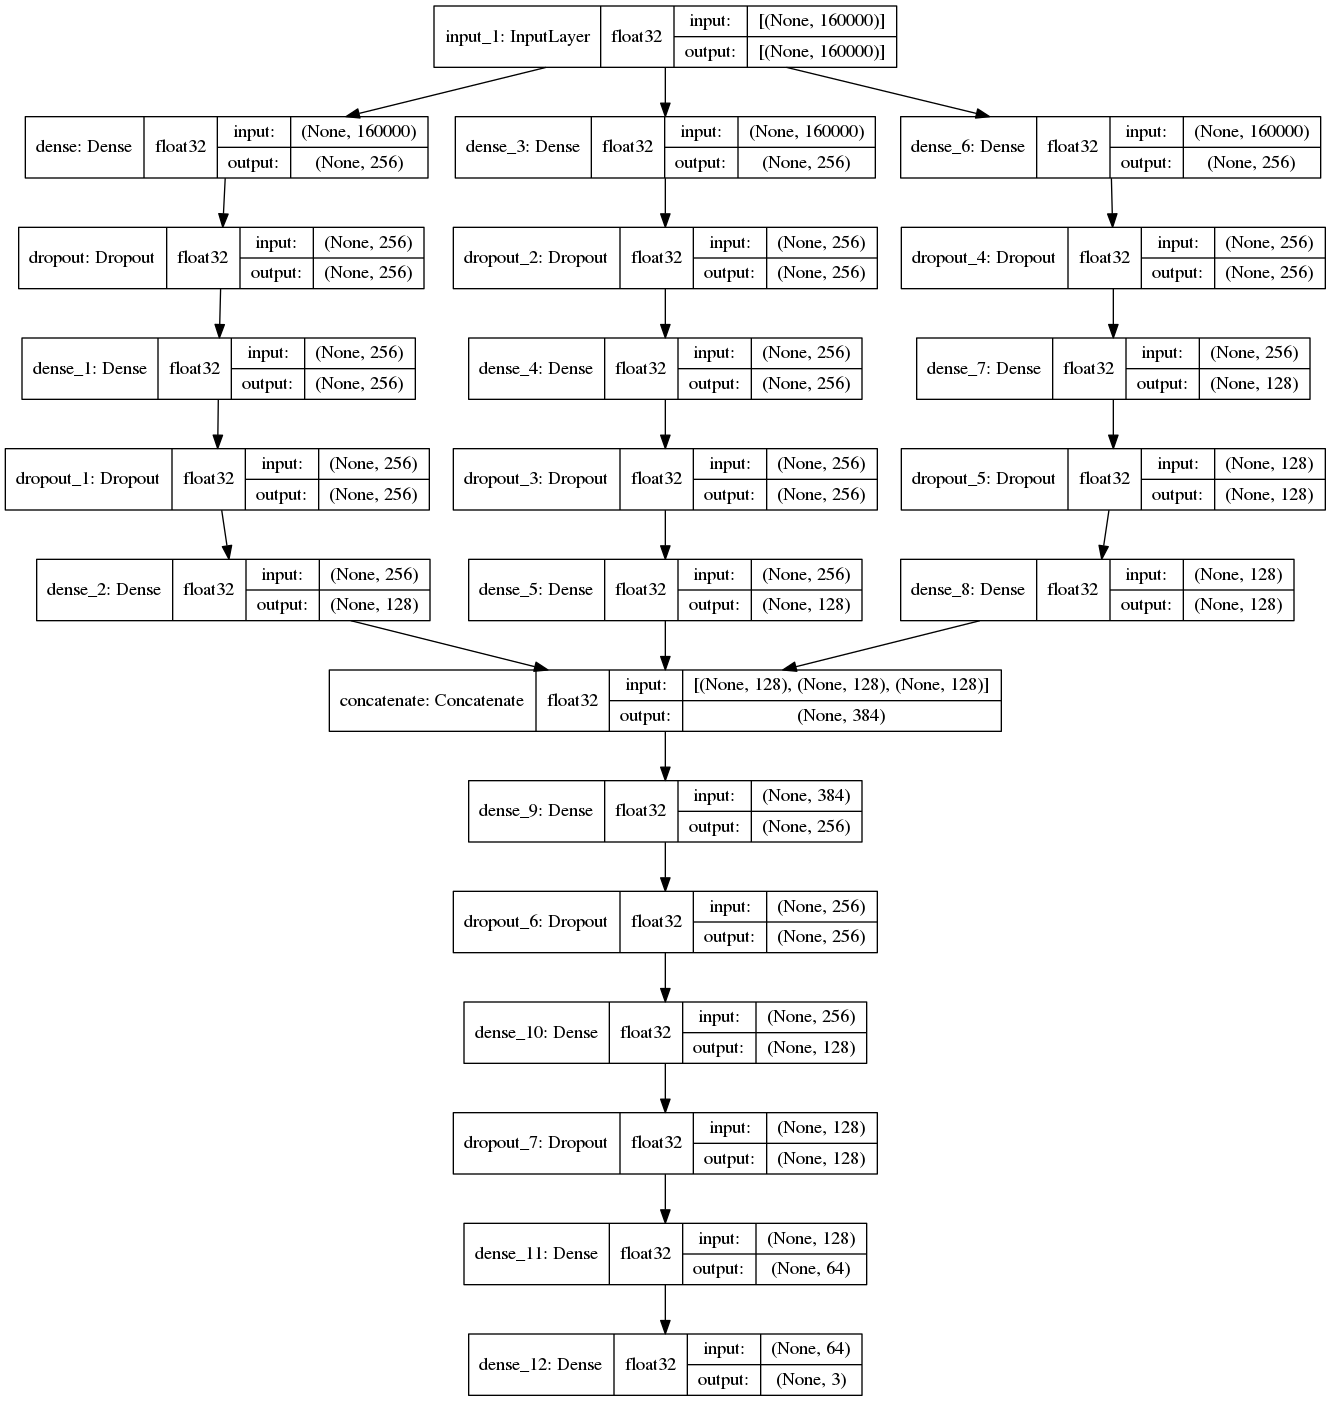 input_1: InputLayer float32 input: [(None, 160000)]
output: [(None, 160000)]
dense: Dense float32 input: (None, 160000)
output: (None, 256)
dense_3: Dense float32 input: (None, 160000)
output: (None, 256)
dense_6: Dense float32 input: (None, 160000)
output: (None, 256)
dropout: Dropout float32 input: (None, 256)
output: (None, 256)
dropout_2: Dropout float32 input: (None, 256)
output: (None, 256)
dropout_4: Dropout float32 input: (None, 256)
output: (None, 256)
dense_1: Dense float32 input: (None, 256)
output: (None, 256)
dense_4: Dense float32 input: (None, 256)
output: (None, 256)
dense_7: Dense float32 input: (None, 256)
output: (None, 128)
dropout_1: Dropout float32 input: (None, 256)
output: (None, 256)
dropout_3: Dropout float32 input: (None, 256)
output: (None, 256)
dropout_5: Dropout float32 input: (None, 128)
output: (None, 128)
dense_2: Dense float32 input: (None, 256)
output: (None, 128)
dense_5: Dense float32 input: (None, 256)
output: (None, 128)
dense_8: Dense float32 input: (None, 128)
output: (None, 128)
concatenate: Concatenate float32 input: [(None, 128), (None, 128), (None, 128)]
output: (None, 384)
dense_9: Dense float32 input: (None, 384)
output: (None, 256)
dropout_6: Dropout float32 input: (None, 256)
output: (None, 256)
dense_10: Dense float32 input: (None, 256)
output: (None, 128)
dropout_7: Dropout float32 input: (None, 128)
output: (None, 128)
dense_11: Dense float32 input: (None, 128)
output: (None, 64)
dense_12: Dense float32 input: (None, 64)
output: (None, 3)